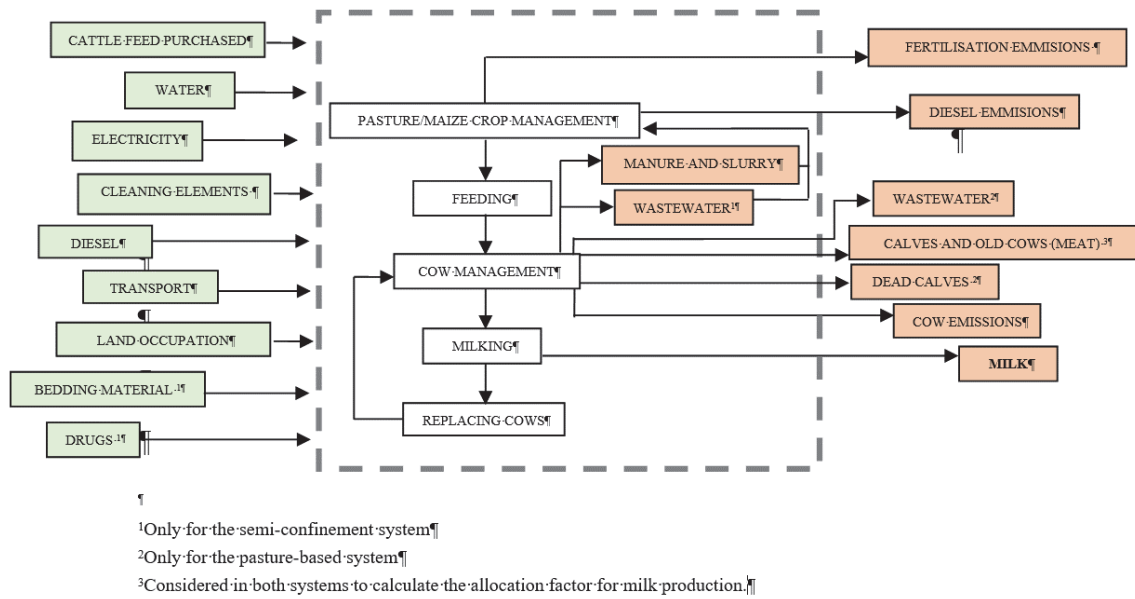 CATTLE·FEED·PURCHASED¶
WATER¶
ELECTRICITY¶
CLEANING·ELEMENTS·¶
DIESEL¶
¶
TRANSPORT¶
¶
LAND·OCCUPATION¶
BEDDING·MATERIAL·¹¶
DRUGS·¹¶
¶
PASTURE/MAIZE·CROP·MANAGEMENT¶
FEEDING¶
COW·MANAGEMENT¶
MILKING¶
REPLACING·COWS¶
MANURE·AND·SLURRY¶
WASTEWATER¹¶
FERTILISATION·EMMISIONS·¶
DIESEL·EMMISIONS¶
¶
WASTEWATER²¶
CALVES·AND·OLD·COWS·(MEAT)·³¶
DEAD·CALVES·²¶
COW·EMISSIONS¶
MILK¶
¶
¹Only·for·the·semi-confinement·system¶
²Only·for·the·pasture-based·system¶
³Considered·in·both·systems·to·calculate·the·allocation·factor·for·milk·production.¶